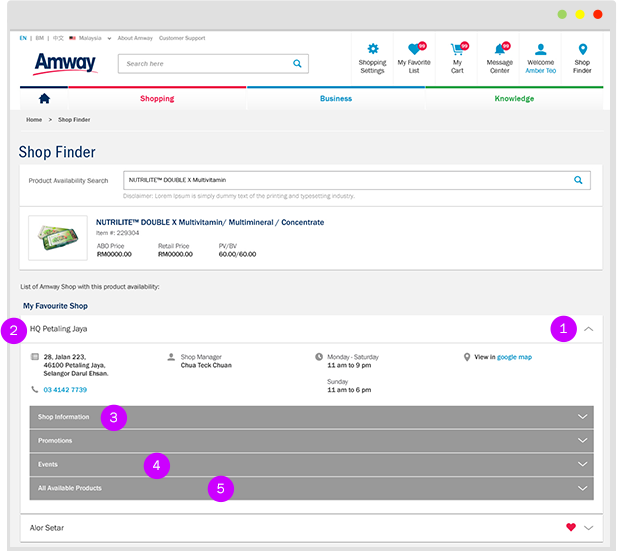 EN | BM | 中文 Malaysia About Amway Customer Support
Amway
Search here
Shopping Settings
99
My Favorite List
99
My Cart
99
Message Center
Welcome Amber Teo
Shop Finder
Shopping Business Knowledge
Home > Shop Finder
Shop Finder
Product Availability Search
NUTRILITE™ DOUBLE X Multivitamin
Disclaimer: Lorem Ipsum is simply dummy text of the printing and typesetting industry.
NUTRILITE™ DOUBLE X Multivitamin/ Multimineral / Concentrate
Item #: 229304
ABO Price Retail Price PV/BV
RM0000.00 RM0000.00 60.00/60.00
List of Amway Shop with this product availability:
My Favourite Shop
2 HQ Petaling Jaya 1
28, Jalan 223,
46100 Petaling Jaya,
Selangor Darul Ehsan.
03 4142 7739
Shop Manager
Chua Teck Chuan
Monday - Saturday
11 am to 9 pm
Sunday
11 am to 6 pm
View in google map
Shop Information 3
Promotions
Events 4
All Available Products 5
Alor Setar